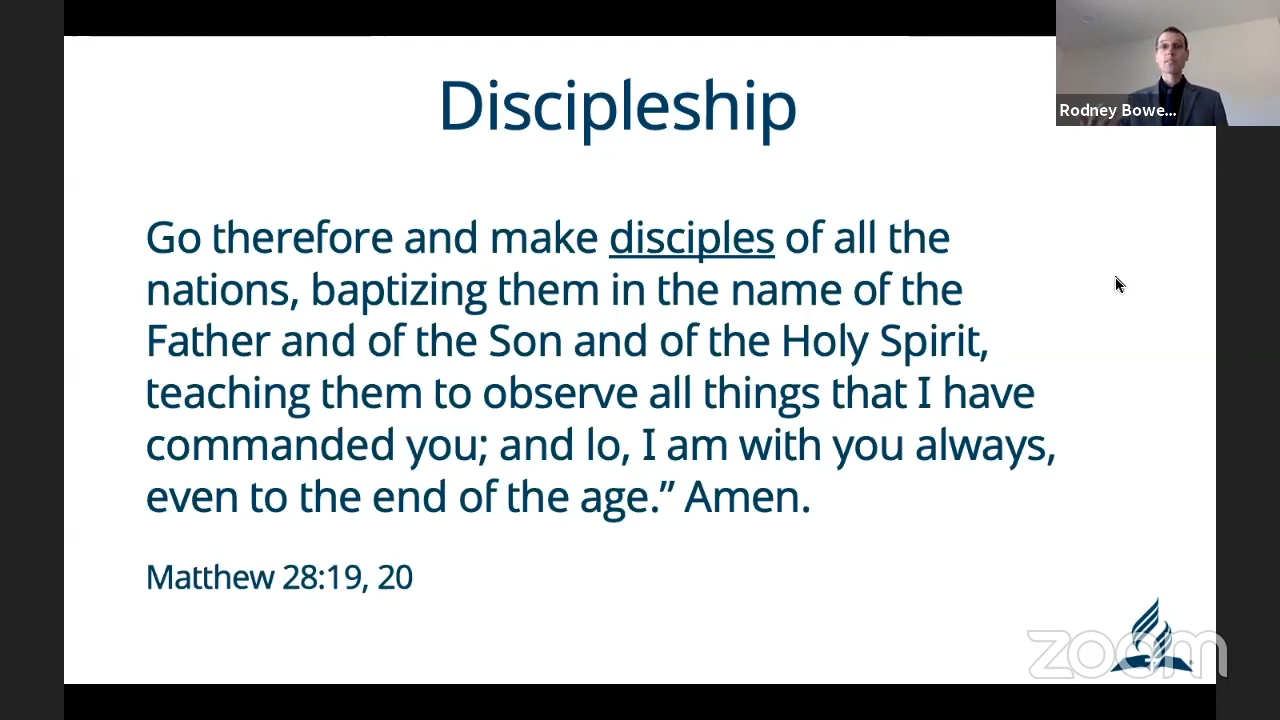 Discipleship
Rodney Bowe...
Go therefore and make disciples of all the
nations, baptizing them in the name of the
Father and of the Son and of the Holy Spirit,
teaching them to observe all things that I have
commanded you; and lo, I am with you always,
even to the end of the age.” Amen.
Matthew 28:19, 20
zoom